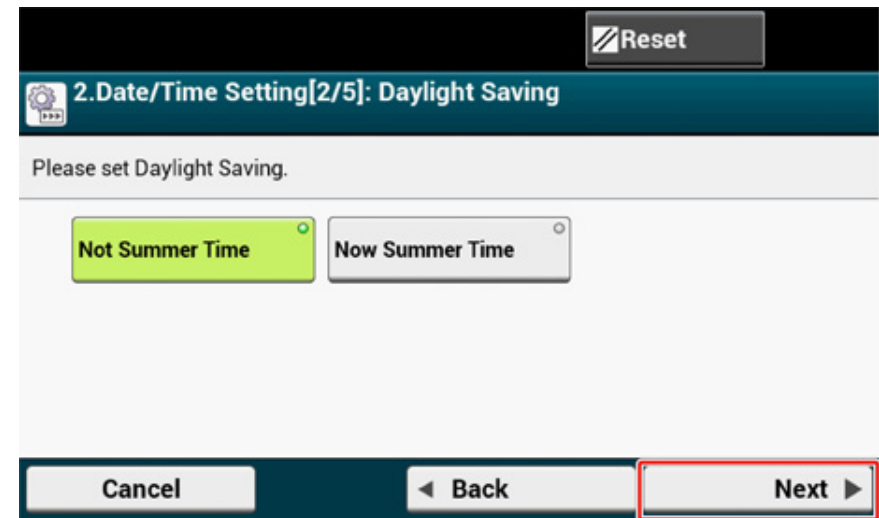 Reset
2.Date/Time Setting[2/5]: Daylight Saving
Please set Daylight Saving.
Not Summer Time
Now Summer Time
Cancel
Back
Next